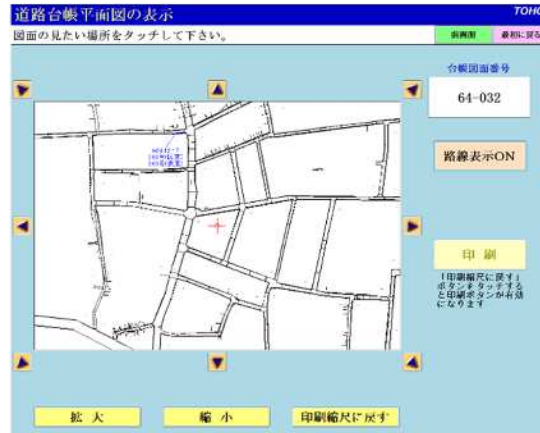 道路台帳平面図の表示
TOHO
図面の見たい場所をタッチして下さい。
前画面
最初に戻る
台帳図面番号
64-032
路線表示ON
印 刷
「印刷縮尺に戻す」
ボタンをタッチする
と印刷ボタンが有効
になります
拡 大
縮 小
印刷縮尺に戻す